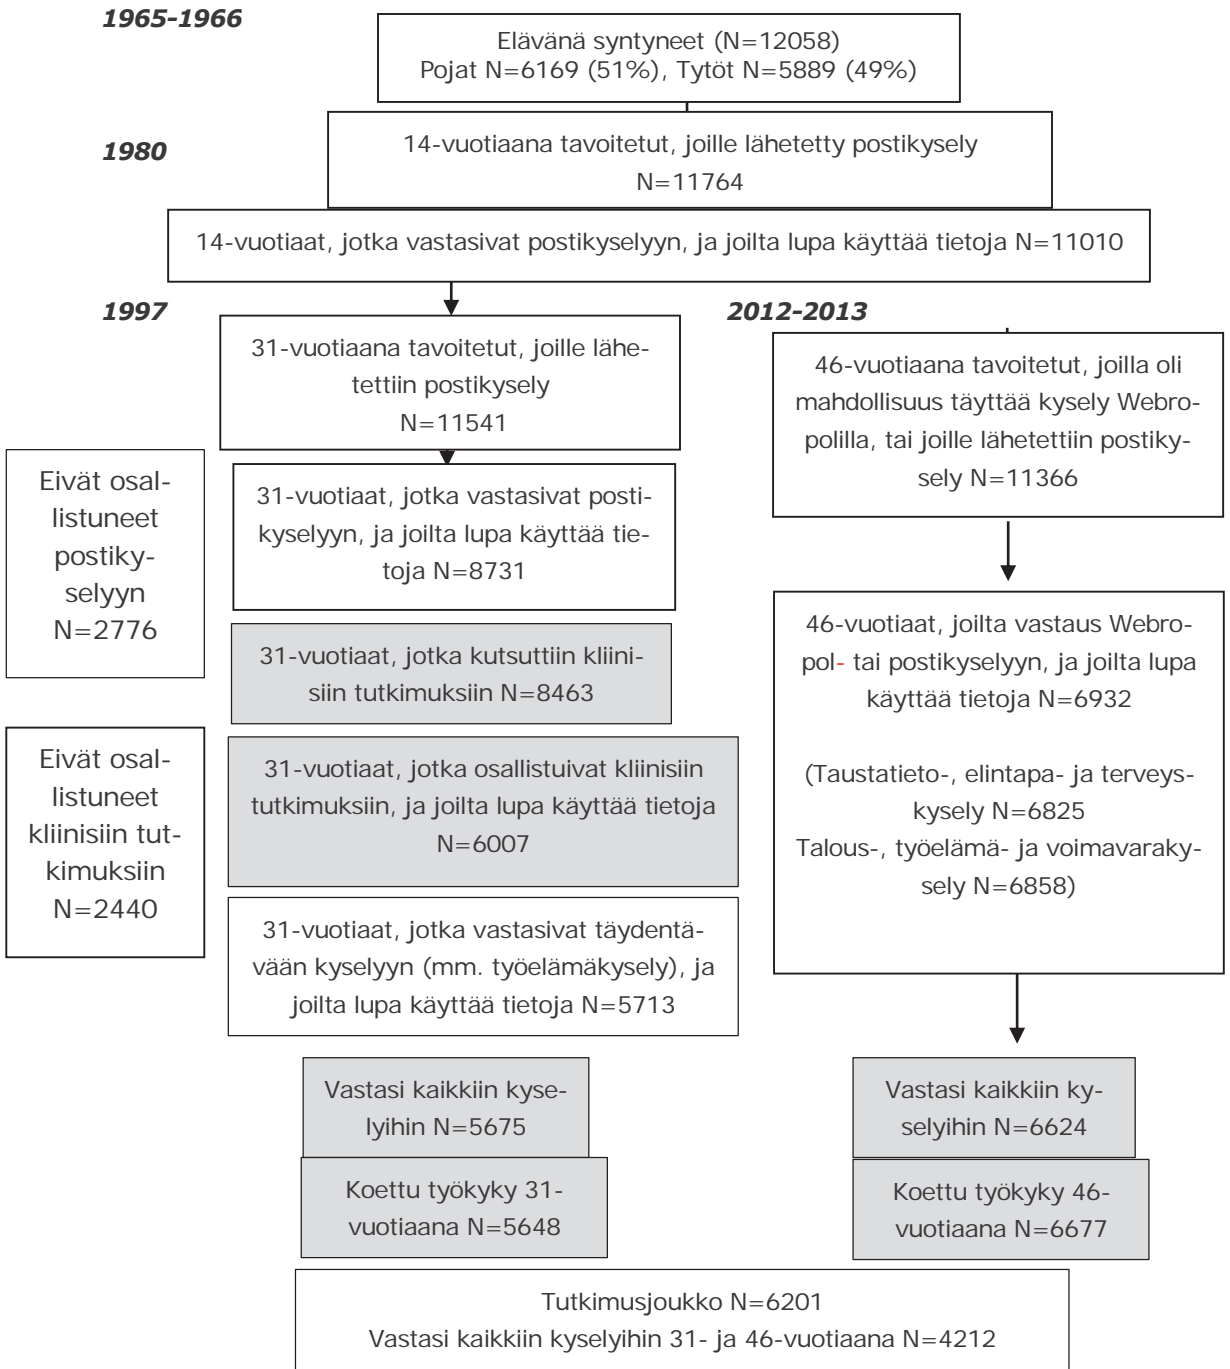 1965-1966
Elävänä syntyneet (N=12058)
Pojat N=6169 (51%), Tytöt N=5889 (49%)
1980
14-vuotiaana tavoitetut, joille lähetetty postikysely
N=11764
14-vuotiaat, jotka vastasivat postikyselyyn, ja joilta lupa käyttää tietoja N=11010
1997
31-vuotiaana tavoitetut, joille lähe-
tettiin postikysely
N=11541
Eivät osal-
listuneet
postiky-
selyyn
N=2776
31-vuotiaat, jotka vastasivat posti-
kyselyyn, ja joilta lupa käyttää tie-
toja N=8731
31-vuotiaat, jotka kutsuttiin kliini-
siin tutkimuksiin N=8463
Eivät osal-
listuneet
kliinisiin tut-
kimuksiin
N=2440
31-vuotiaat, jotka osallistuivat kliinisiin
tutkimuksiin, ja joilta lupa käyttää tietoja
N=6007
31-vuotiaat, jotka vastasivat täydentä-
vään kyselyyn (mm. työelämäkysely), ja
joilta lupa käyttää tietoja N=5713
Vastasi kaikkiin kyse-
lyihin N=5675
Koettu työkyky 31-
vuotiaana N=5648
2012-2013
46-vuotiaana tavoitetut, joilla oli
mahdollisuus täyttää kysely Webro-
polilla, tai joille lähetettiin postiky-
sely N=11366
46-vuotiaat, joilta vastaus Webro-
pol- tai postikyselyyn, ja joilta lupa
käyttää tietoja N=6932
(Taustatieto-, elintapa- ja terveys-
kysely N=6825
Talous-, työelämä- ja voimavaraky-
sely N=6858)
Vastasi kaikkiin ky-
selyihin N=6624
Koettu työkyky 46-
vuotiaana N=6677
Tutkimusjoukko N=6201
Vastasi kaikkiin kyselyihin 31- ja 46-vuotiaana N=4212